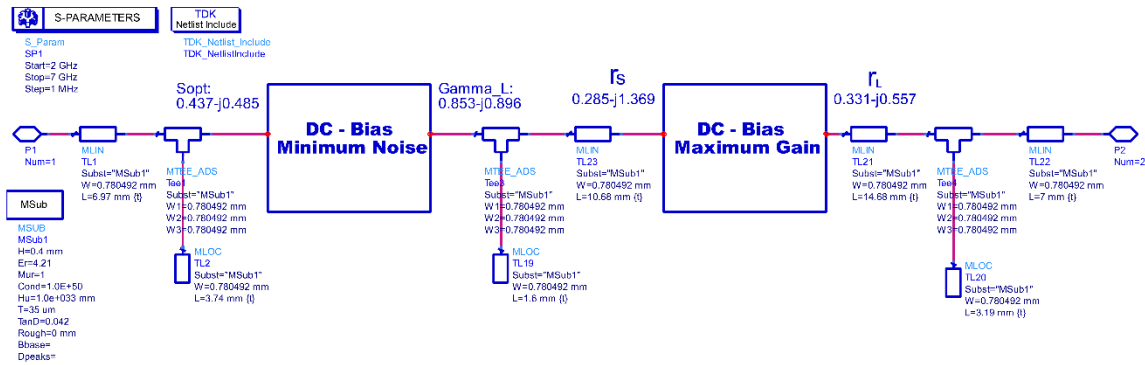 S-PARAMETERS
TDK
Netlist Include
S_Param
SP1
Start=2 GHz
Stop=7 GHz
Step=1 MHz
TDK_Netlist_Include
TDK_NetlistInclude
Sopt:
0.437-j0.485
DC - Bias
Minimum Noise
Gamma_L:
0.853-j0.896
rS
0.285-j1.369
DC - Bias
Maximum Gain
rL
0.331-j0.557
P1
Num=1
MLIN
TL1
Subst="MSub1"
W=0.780492 mm
L=6.97 mm {t}
MTEE_ADS
Subst="MSub1"
W1=0.780492 mm
W2=0.780492 mm
W3=0.780492 mm
MLOC
TL2
Subst="MSub1"
W=0.780492 mm
L=3.74 mm {t}
MTEE_ADS
Subst="MSub1"
W1=0.780492 mm
W2=0.780492 mm
W3=0.780492 mm
MLOC
TL19
Subst="MSub1"
W=0.780492 mm
L=1.6 mm {t}
MLIN
TL23
Subst="MSub1"
W=0.780492 mm
L=10.68 mm {t}
MLIN
TL21
Subst="MSub1"
W=0.780492 mm
L=14.68 mm {t}
MTEE_ADS
Subst="MSub1"
W1=0.780492 mm
W2=0.780492 mm
W3=0.780492 mm
MLOC
TL20
Subst="MSub1"
W=0.780492 mm
L=3.19 mm {t}
MLIN
TL22
Subst="MSub1"
W=0.780492 mm
L=7 mm {t}
P2
Num=2
MSub
MSUB
MSub1
H=0.4 mm
Er=4.21
Mur=1
Cond=1.0E+50
Hu=1.0e+033 mm
T=35 um
TanD=0.042
Rough=0 mm
Bbase=
Dpeaks=